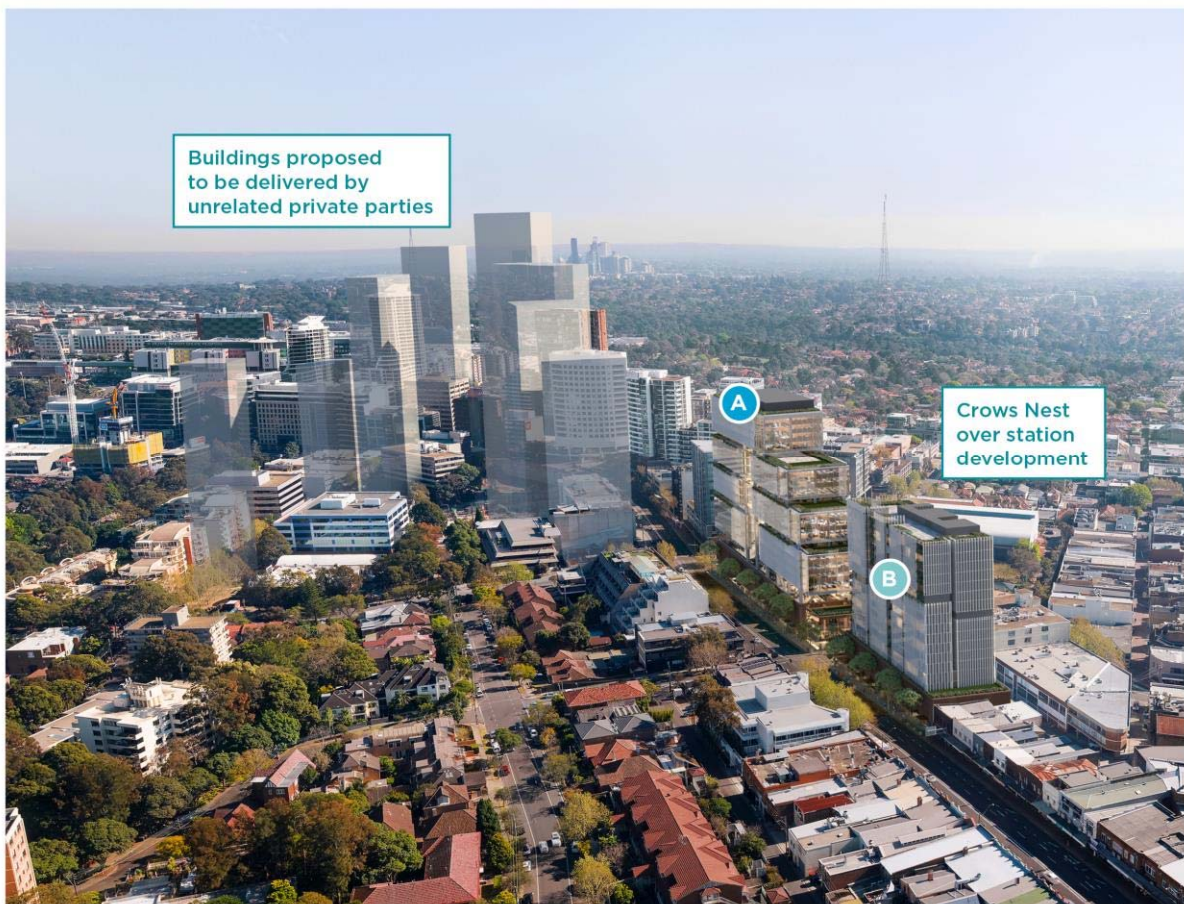 Buildings proposed
to be delivered by
unrelated private parties
A
Crows Nest
over station
development
B